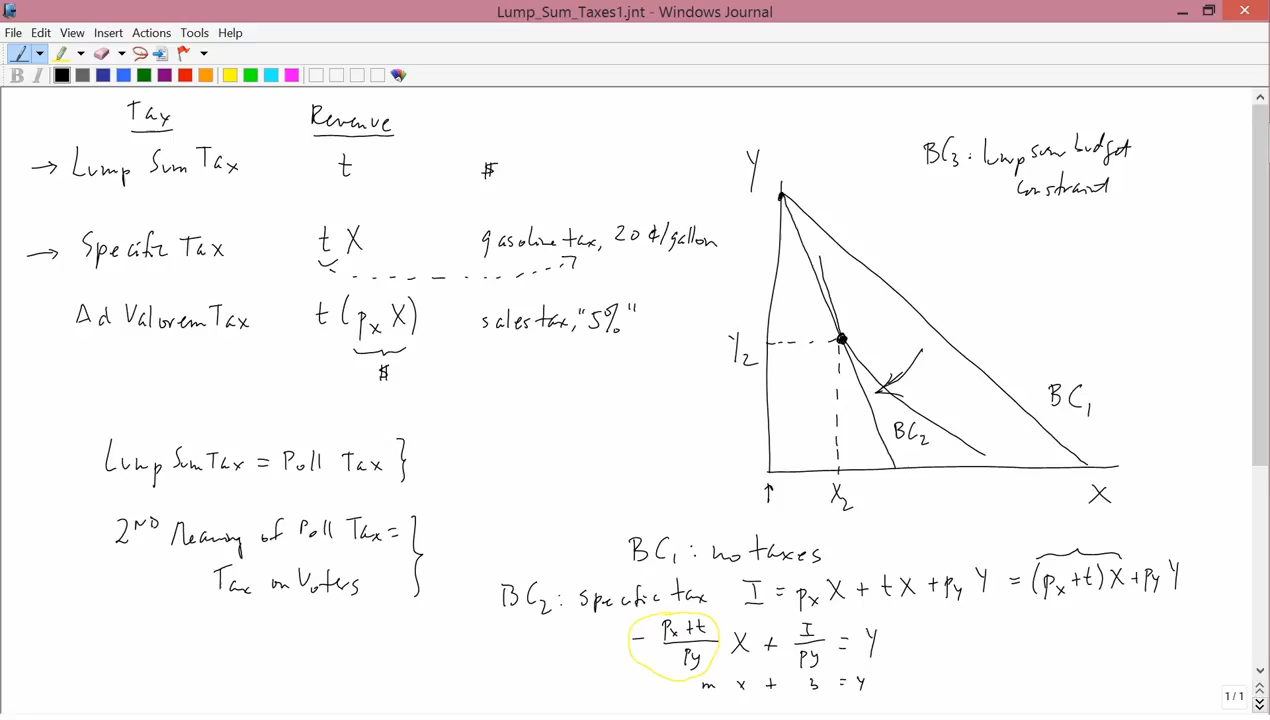 Lump_Sum_Taxes1.jnt - Windows Journal
File Edit View Insert Actions Tools Help
B I
Tax Revenue
→ Lump Sum Tax t $
→ Specific Tax t X gasoline tax, 20 ¢/gallon
Ad Valorem Tax t (px X) sales tax, "5%"
$
Lump Sum Tax = Poll Tax }
2ND Meaning of Poll Tax =
Tax on Voters }
BC3: lump sum budget
constraint
Y
Y2
BC1
BC2
X2
X
BC1: no taxes
BC2: specific tax I = px X + t X + py Y = (px + t) X + py Y
- (px + t)/py X + I/py = Y
m x + b = y
1 / 1